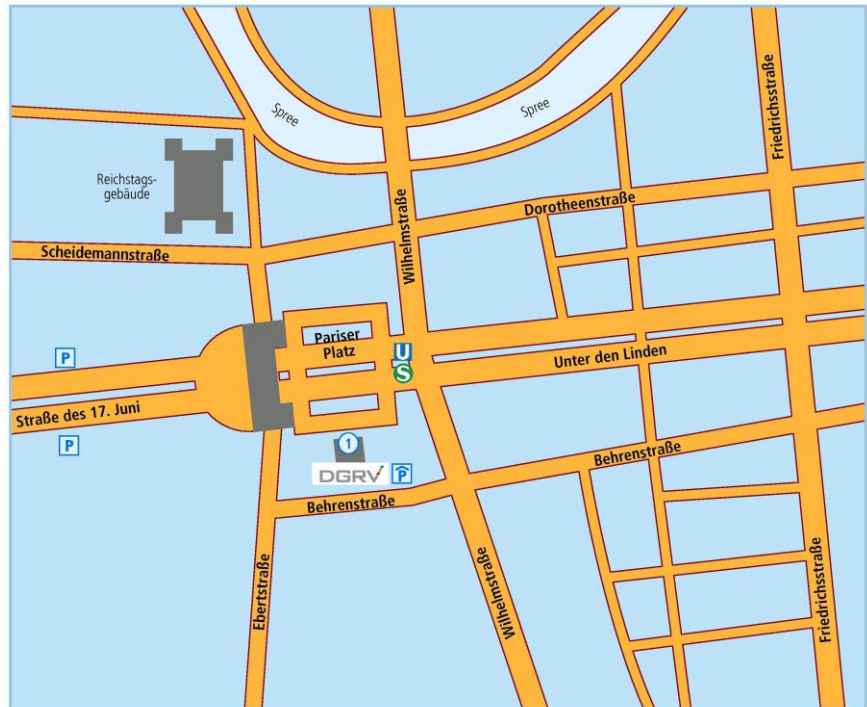 Spree
Spree
Friedrichsstraße
Reichstags-
gebäude
Dorotheenstraße
Wilhelmstraße
Scheidemannstraße
Pariser
Platz
U
S
P
Unter den Linden
Straße des 17. Juni
P
1
DGRV
P
Behrenstraße
Behrenstraße
Ebertstraße
Wilhelmstraße
Friedrichsstraße